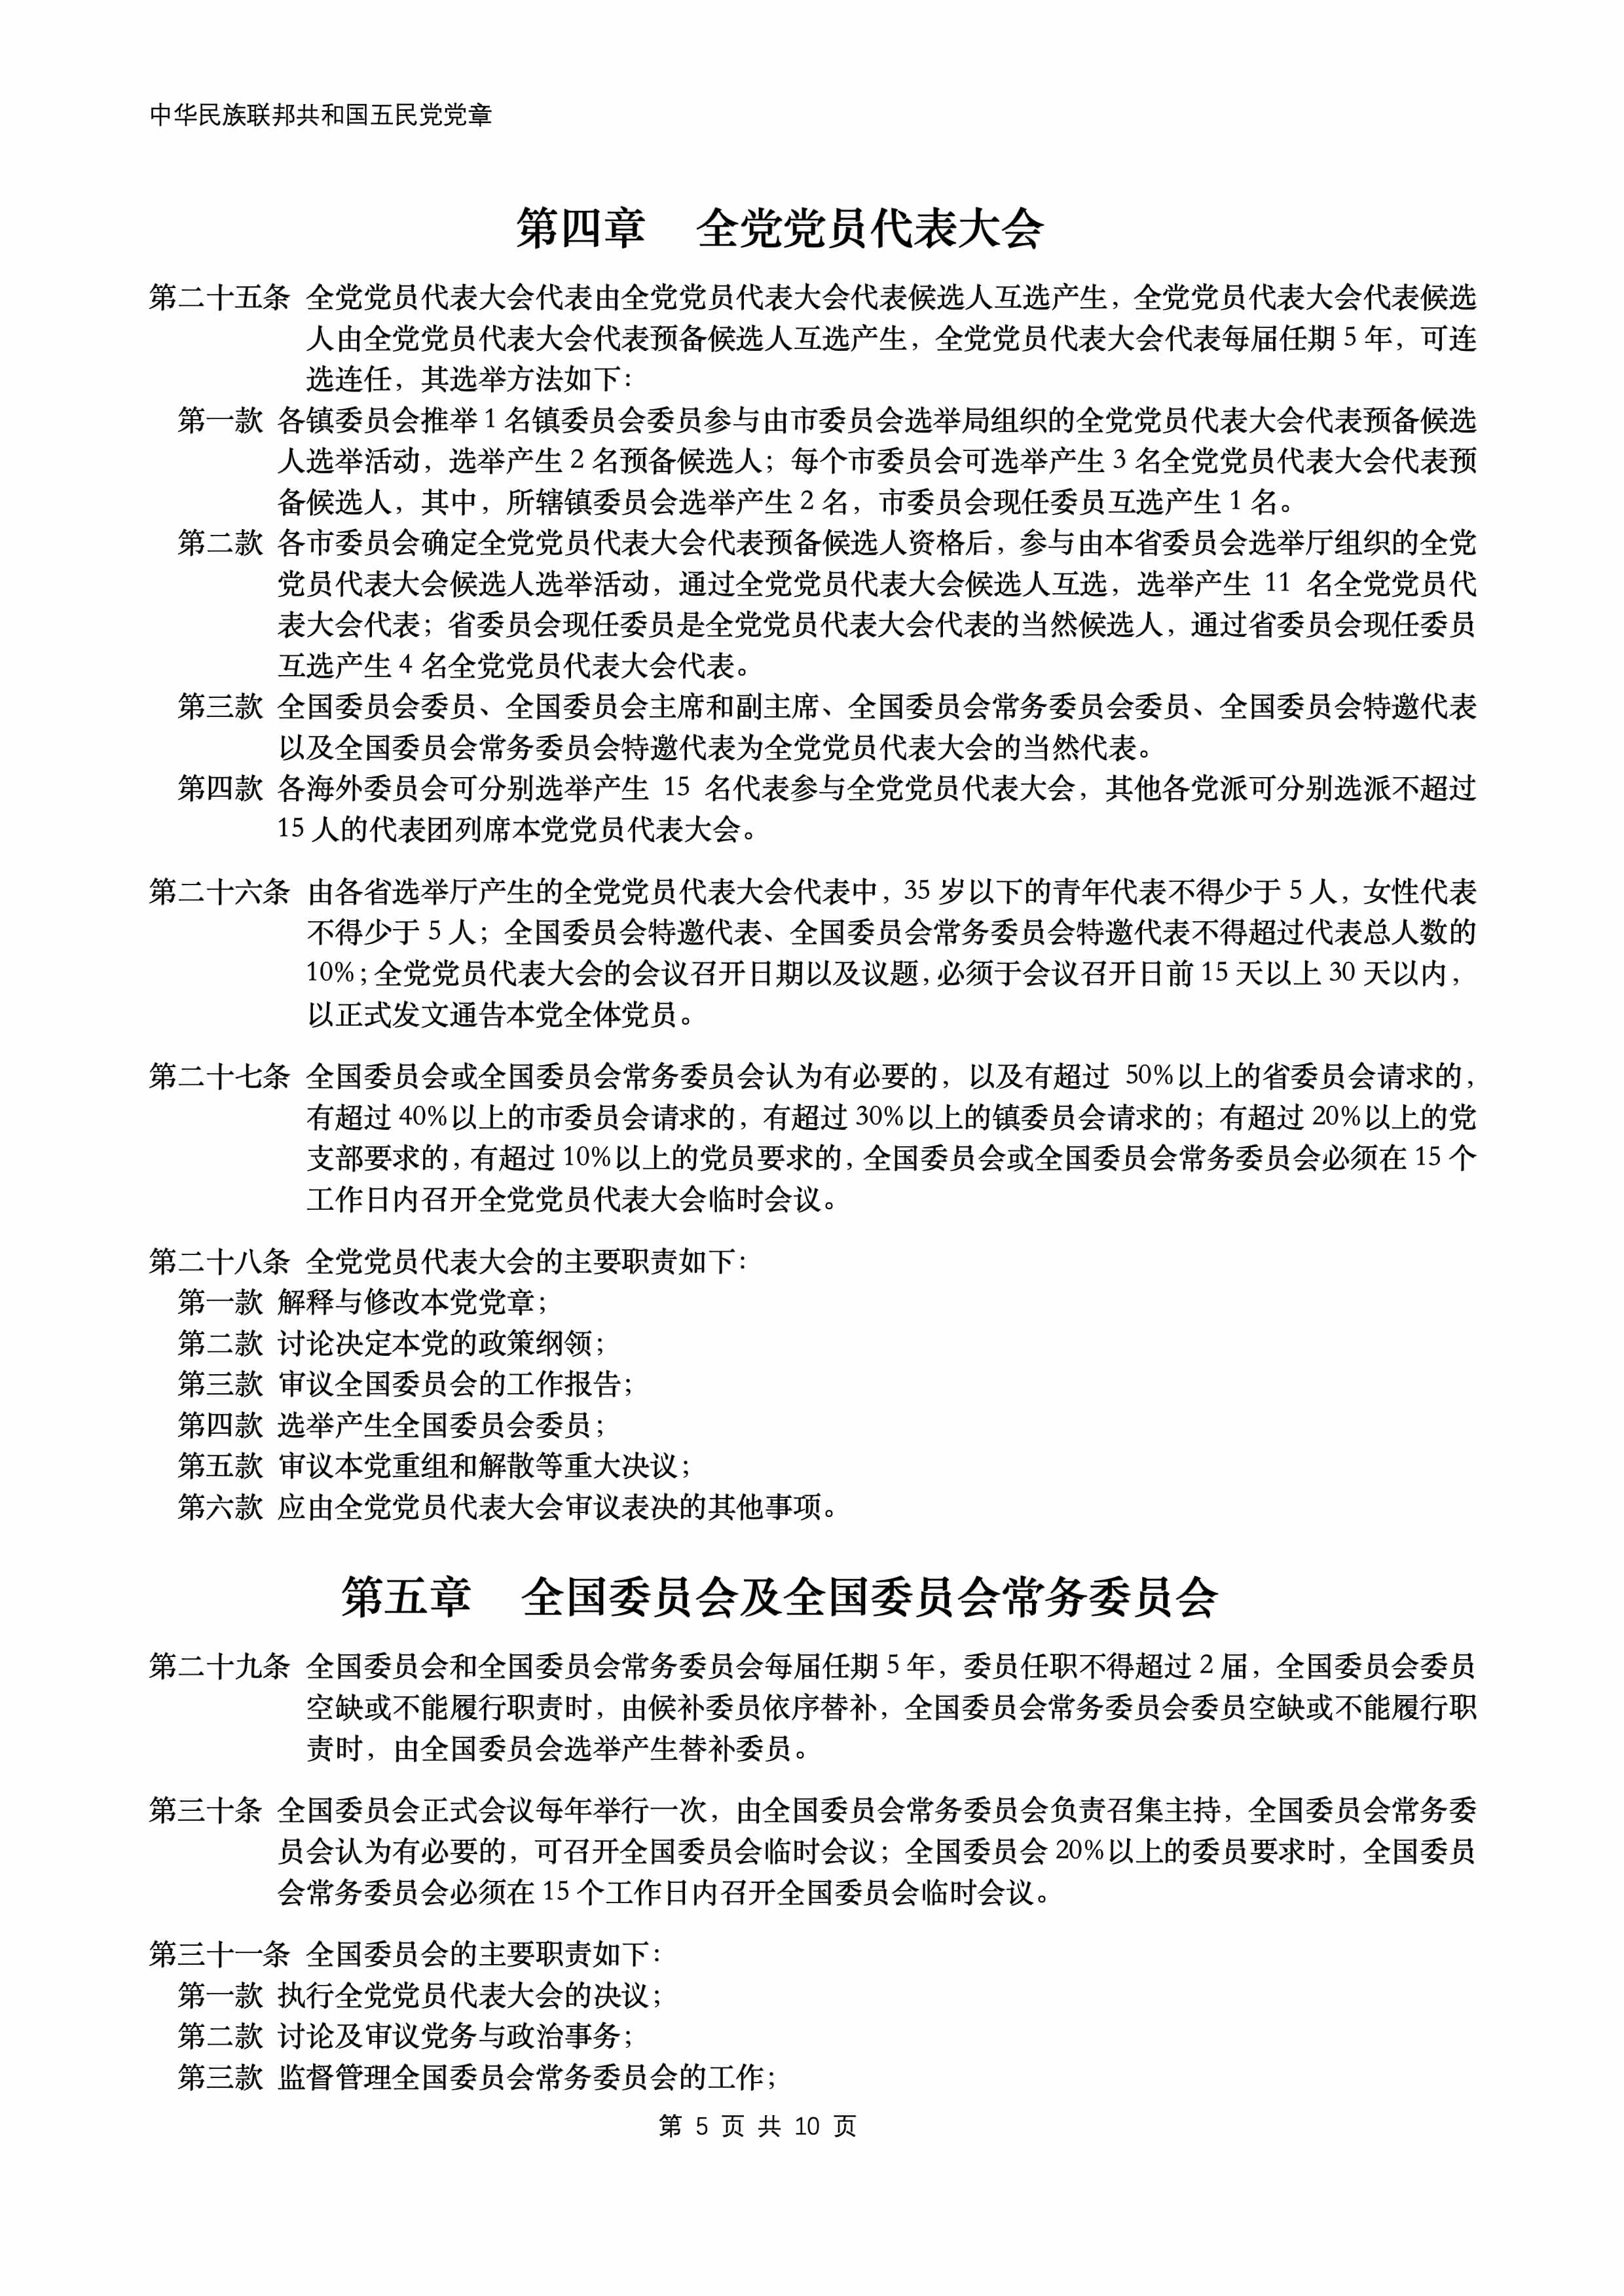 中华民族联邦共和国五民党党章
第四章 全党党员代表大会
第二十五条 全党党员代表大会代表由全党党员代表大会代表候选人互选产生，全党党员代表大会代表候选
人由全党党员代表大会代表预备候选人互选产生，全党党员代表大会代表每届任期 5 年，可连
选连任，其选举方法如下：
第一款 各镇委员会推举 1 名镇委员会委员参与由市委员会选举局组织的全党党员代表大会代表预备候选
人选举活动，选举产生 2 名预备候选人；每个市委员会可选举产生 3 名全党党员代表大会代表预
备候选人，其中，所辖镇委员会选举产生 2 名，市委员会现任委员互选产生 1 名。
第二款 各市委员会确定全党党员代表大会代表预备候选人资格后，参与由本省委员会选举厅组织的全党
党员代表大会候选人选举活动，通过全党党员代表大会候选人互选，选举产生 11 名全党党员代
表大会代表；省委员会现任委员是全党党员代表大会代表的当然候选人，通过省委员会现任委员
互选产生 4 名全党党员代表大会代表。
第三款 全国委员会委员、全国委员会主席和副主席、全国委员会常务委员会委员、全国委员会特邀代表
以及全国委员会常务委员会特邀代表为全党党员代表大会的当然代表。
第四款 各海外委员会可分别选举产生 15 名代表参与全党党员代表大会，其他各党派可分别选派不超过
15 人的代表团列席本党党员代表大会。
第二十六条 由各省选举厅产生的全党党员代表大会代表中，35 岁以下的青年代表不得少于 5 人，女性代表
不得少于 5 人；全国委员会特邀代表、全国委员会常务委员会特邀代表不得超过代表总人数的
10%；全党党员代表大会的会议召开日期以及议题，必须于会议召开日前 15 天以上 30 天以内，
以正式发文通告本党全体党员。
第二十七条 全国委员会或全国委员会常务委员会认为有必要的，以及有超过 50%以上的省委员会请求的，
有超过 40%以上的市委员会请求的，有超过 30%以上的镇委员会请求的；有超过 20%以上的党
支部要求的，有超过 10%以上的党员要求的，全国委员会或全国委员会常务委员会必须在 15 个
工作日内召开全党党员代表大会临时会议。
第二十八条 全党党员代表大会的主要职责如下：
第一款 解释与修改本党党章；
第二款 讨论决定本党的政策纲领；
第三款 审议全国委员会的工作报告；
第四款 选举产生全国委员会委员；
第五款 审议本党重组和解散等重大决议；
第六款 应由全党党员代表大会审议表决的其他事项。
第五章 全国委员会及全国委员会常务委员会
第二十九条 全国委员会和全国委员会常务委员会每届任期 5 年，委员任职不得超过 2 届，全国委员会委员
空缺或不能履行职责时，由候补委员依序替补，全国委员会常务委员会委员空缺或不能履行职
责时，由全国委员会选举产生替补委员。
第三十条 全国委员会正式会议每年举行一次，由全国委员会常务委员会负责召集主持，全国委员会常务委
员会认为有必要的，可召开全国委员会临时会议；全国委员会 20%以上的委员要求时，全国委员
会常务委员会必须在 15 个工作日内召开全国委员会临时会议。
第三十一条 全国委员会的主要职责如下：
第一款 执行全党党员代表大会的决议；
第二款 讨论及审议党务与政治事务；
第三款 监督管理全国委员会常务委员会的工作；
第 5 页 共 10 页